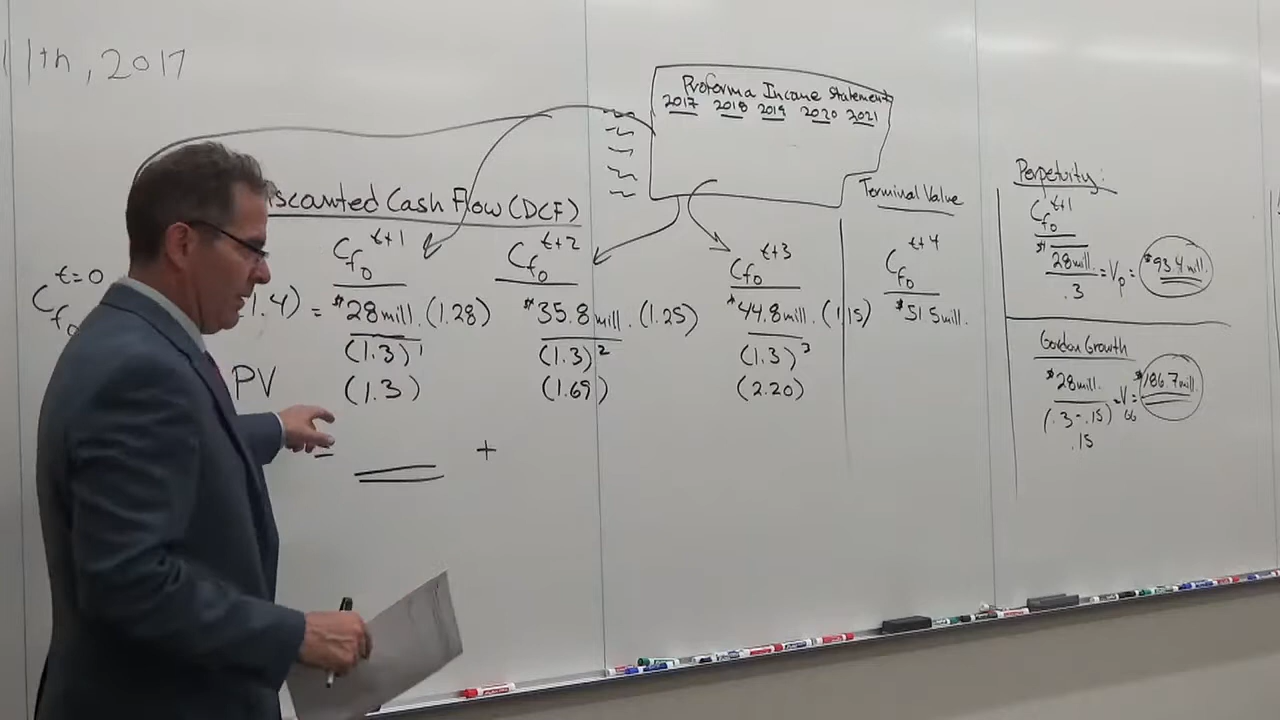 11th, 2017
Proforma Income Statement
2017 2018 2019 2020 2021
iscounted Cash Flow (DCF)
Terminal Value
Perpetuity:
t=0
Cf₀
Cf₀ t+1
Cf₀ t+2
Cf₀ t+3
Cf₀ t+4
Cf₀ t+1
1.4) = $28 mill. (1.28) $35.8 mill. (1.25) $44.8 mill. (1.15) $51.5 mill.
$28 mill. = Vp = $93.4 mill.
.3
(1.3)¹ (1.3)² (1.3)³
PV (1.3) (1.69) (2.20)
= +
Gordon Growth
$28 mill. = VGG = $186.7 mill.
(.3 - .15)
.15